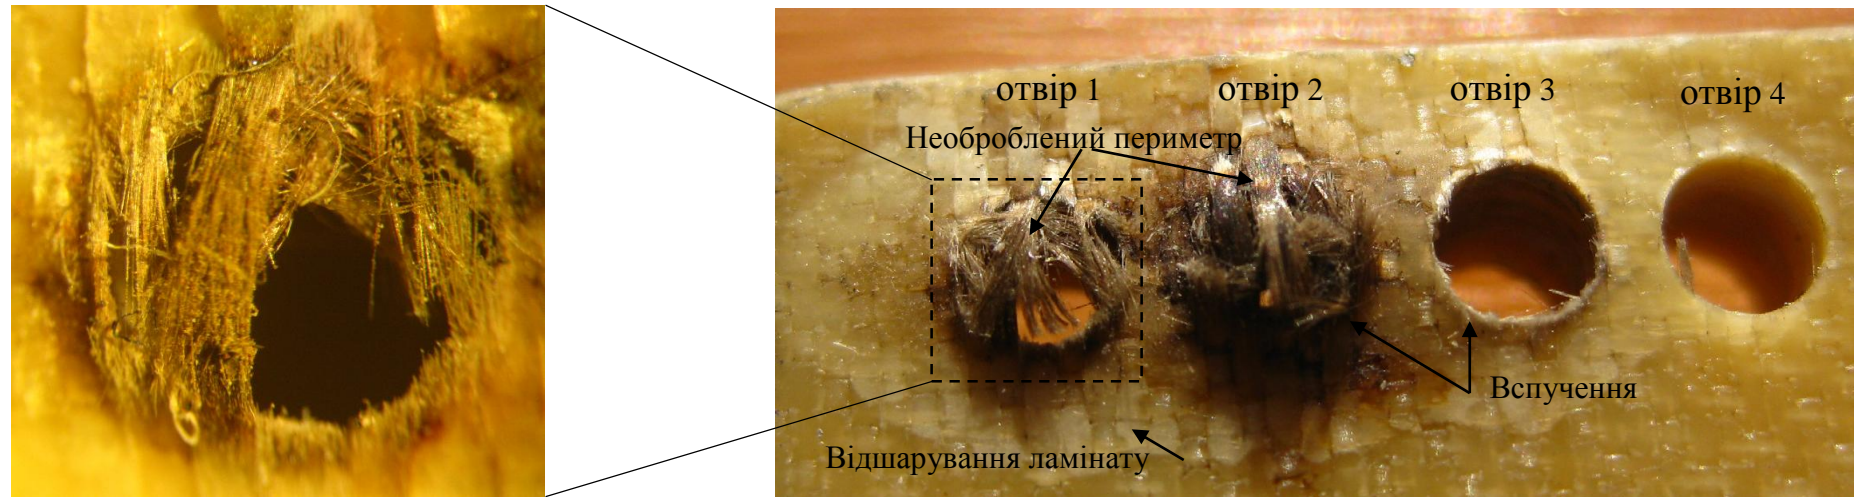 отвір 1 отвір 2 отвір 3 отвір 4
Необроблений периметр
Вспучення
Відшарування ламінату